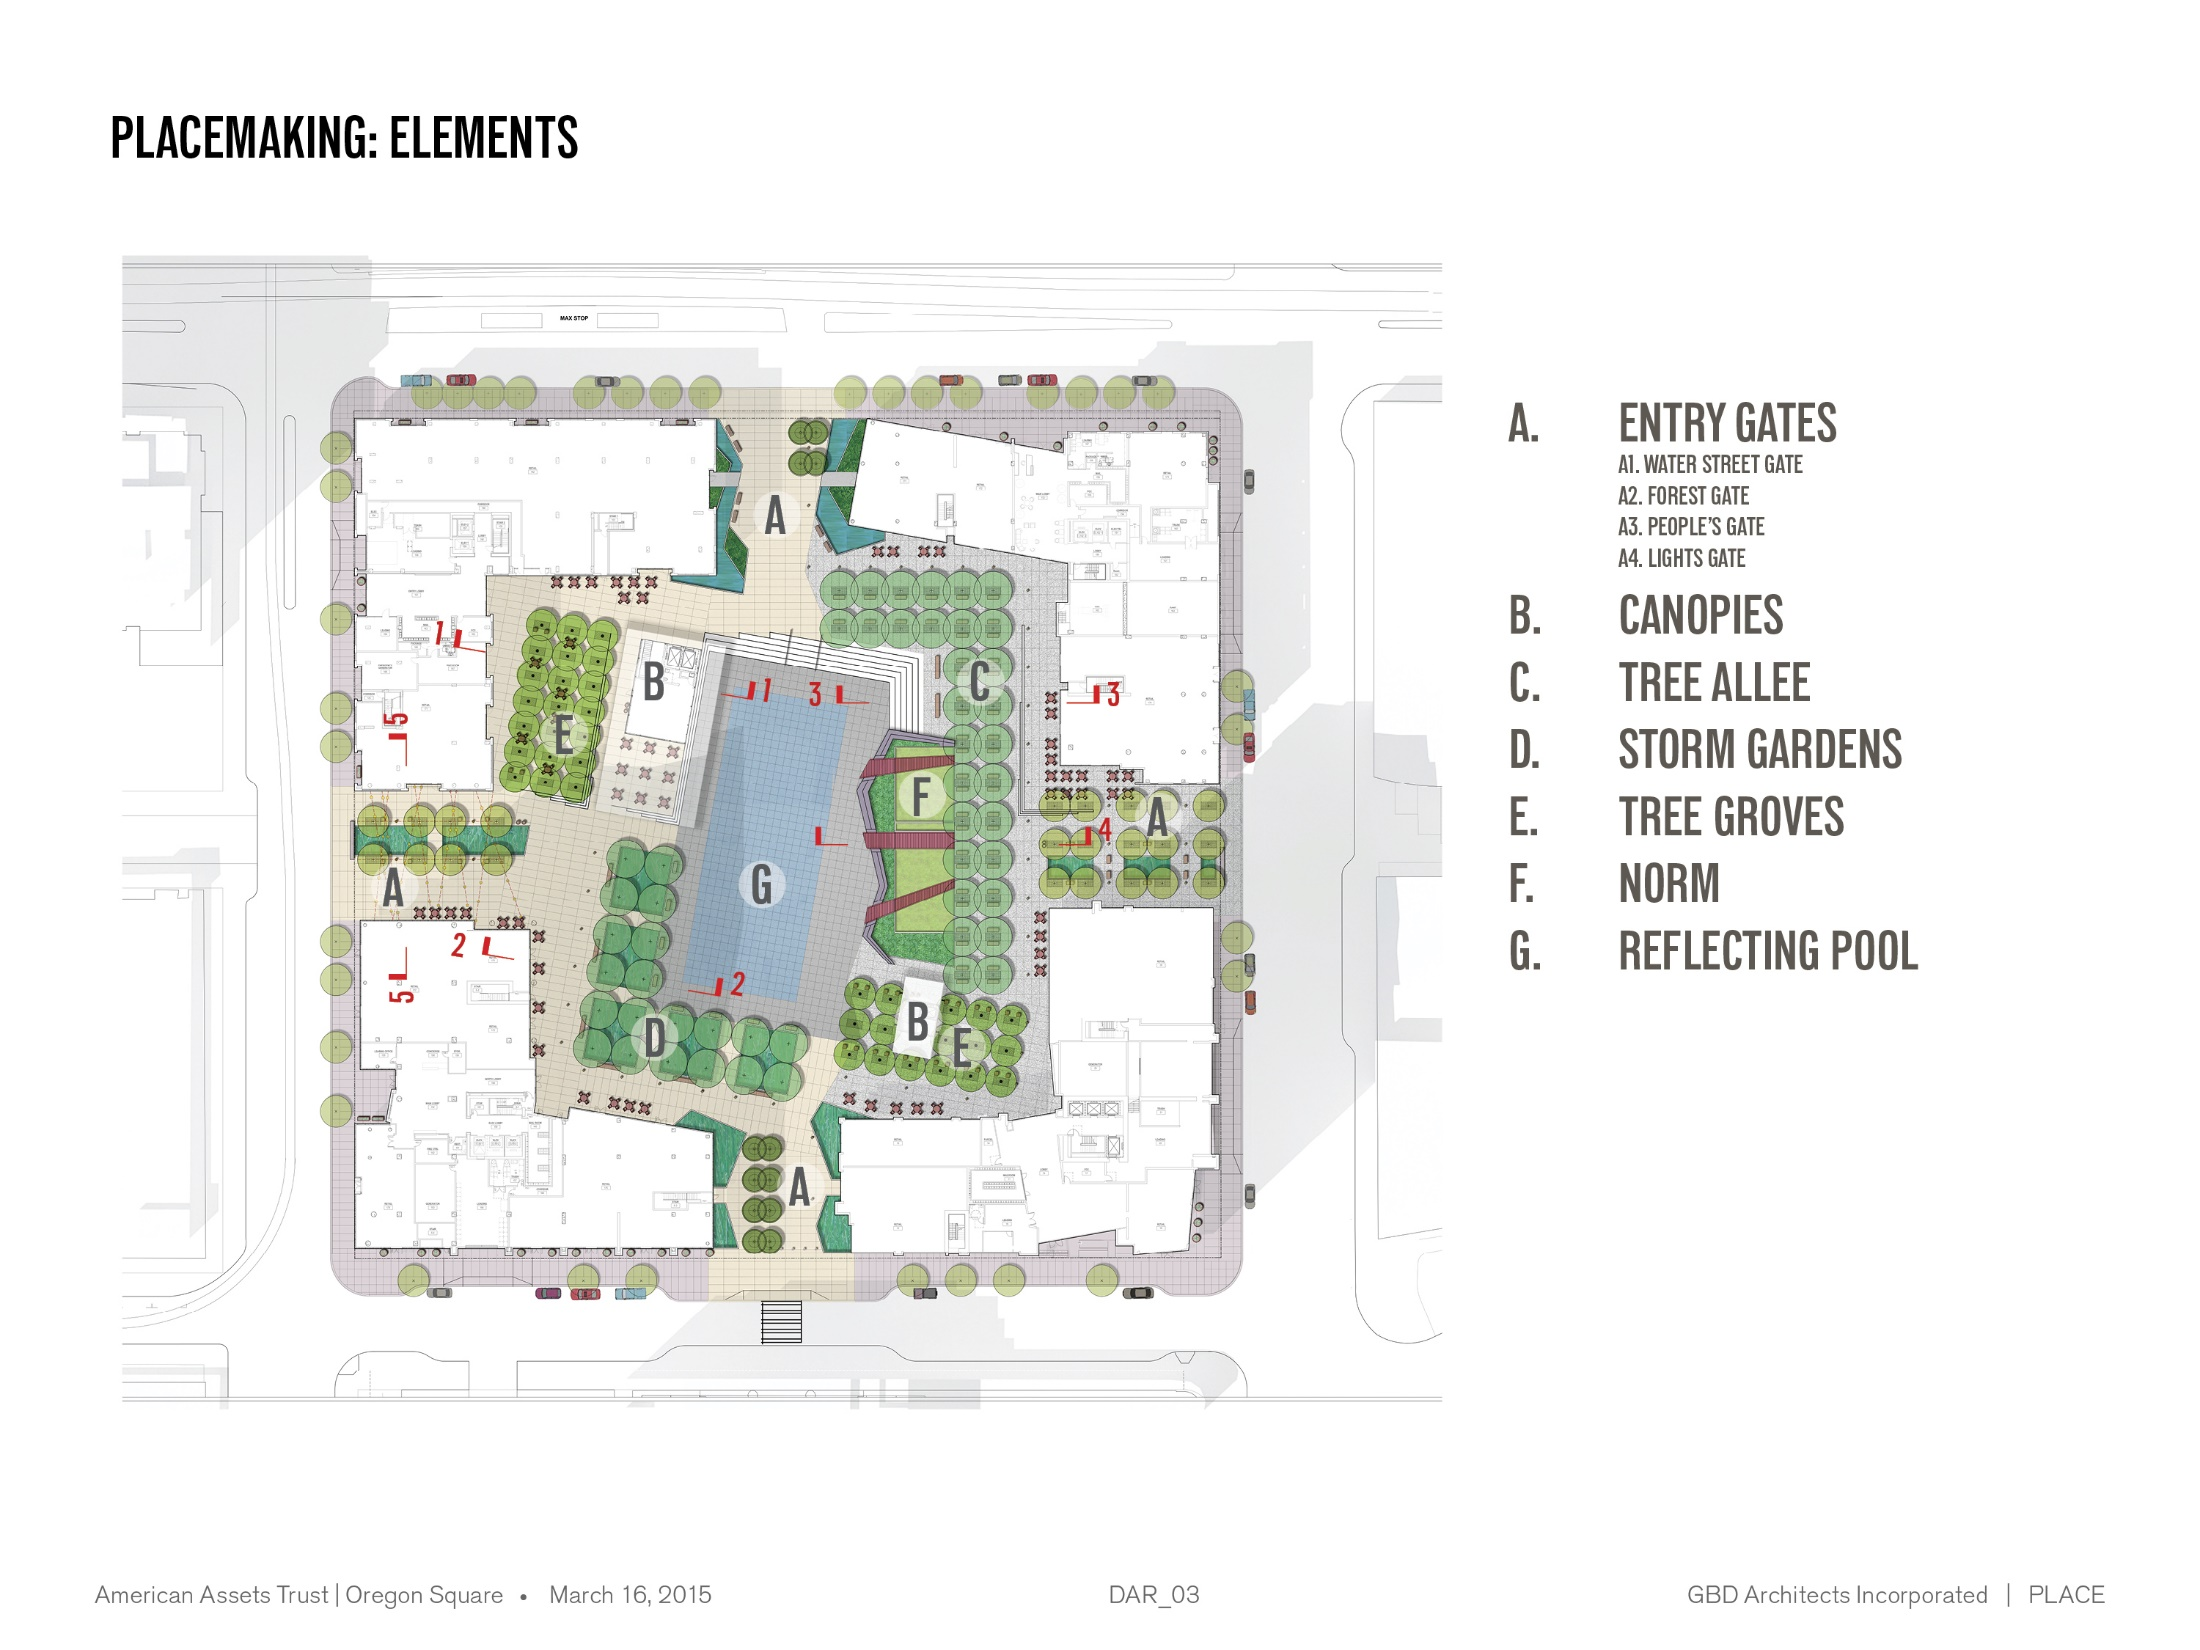 PLACEMAKING: ELEMENTS
MAX STOP
A
1
B
C
1
3
3
5
E
F
A
4
G
A
2
2
5
B
D
E
A
A. ENTRY GATES
A1. WATER STREET GATE
A2. FOREST GATE
A3. PEOPLE'S GATE
A4. LIGHTS GATE
B. CANOPIES
C. TREE ALLEE
D. STORM GARDENS
E. TREE GROVES
F. NORM
G. REFLECTING POOL
American Assets Trust | Oregon Square • March 16, 2015
DAR_03
GBD Architects Incorporated | PLACE